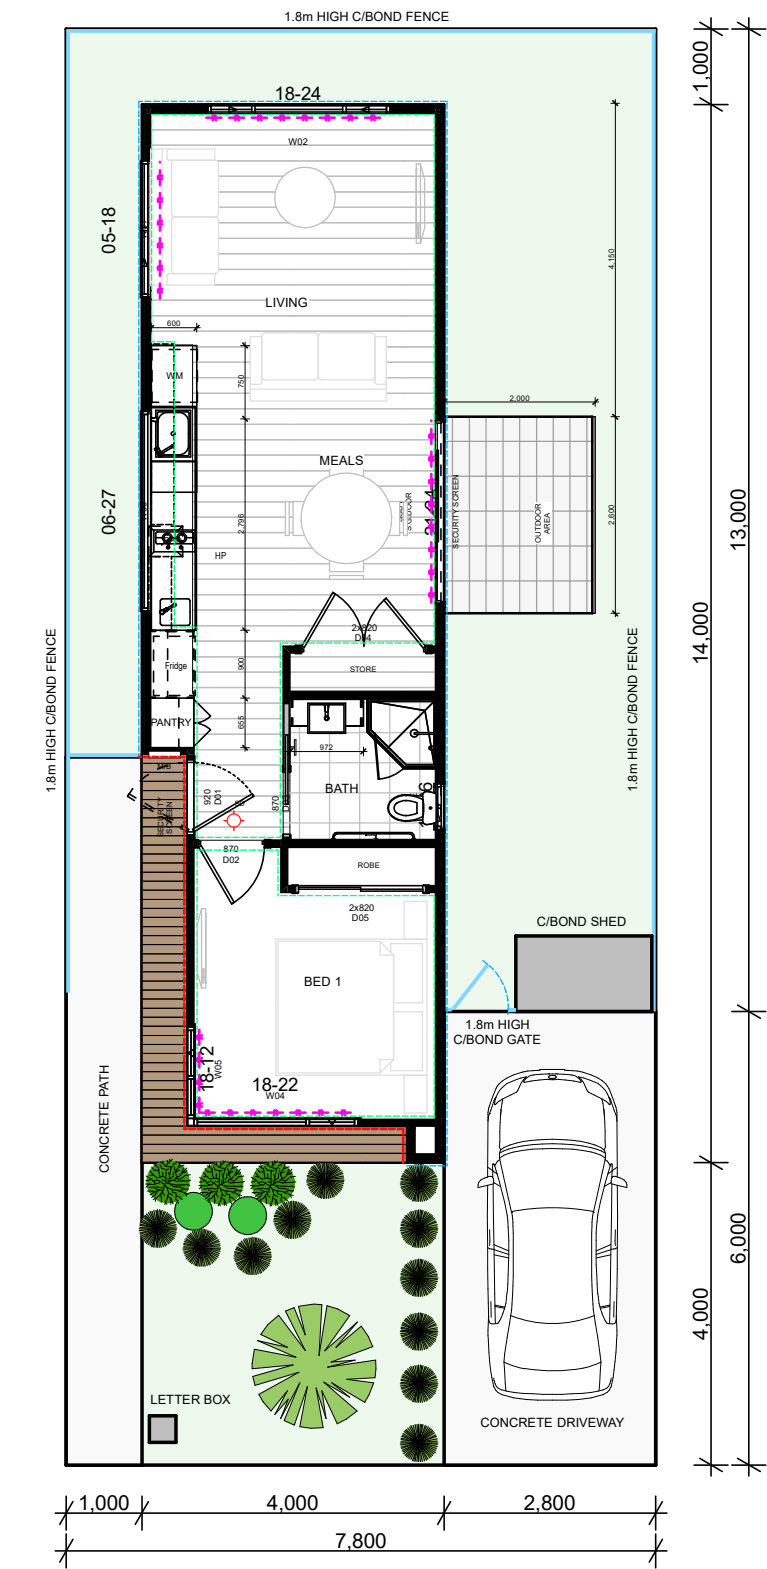 1.8m HIGH C/BOND FENCE
1,000
18-24
W02
05-18
4,150
LIVING
600
WM
750
2,000
MEALS
06-27
2,796
HP
SECURITY SCREEN
OUTDOOR
AREA
2,600
13,000
14,000
2x820
D04
STORE
Fridge
900
1.8m HIGH C/BOND FENCE
1.8m HIGH C/BOND FENCE
PANTRY
655
972
BATH
SECURITY
SCREEN
920
D01
870
870
D02
ROBE
2x820
D05
C/BOND SHED
BED 1
1.8m HIGH
C/BOND GATE
18-12
W05
18-22
W04
CONCRETE PATH
6,000
4,000
LETTER BOX
CONCRETE DRIVEWAY
1,000
4,000
2,800
7,800